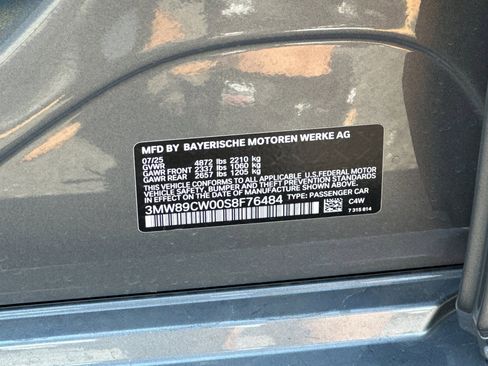 MFD BY BAYERISCHE MOTOREN WERKE AG
07/25
GVWR 4872 lbs 2210 kg
GAWR FRONT 2337 lbs 1060 kg
GAWR REAR 2657 lbs 1205 kg
THIS VEHICLE CONFORMS TO ALL APPLICABLE U.S.FEDERAL MOTOR
VEHICLE SAFETY, BUMPER AND THEFT PREVENTION STANDARDS IN
EFFECT ON THE DATE OF MANUFACTURE SHOWN ABOVE.
3MW89CW00S8F76484 TYPE: PASSENGER CAR
C4W
7 315 614